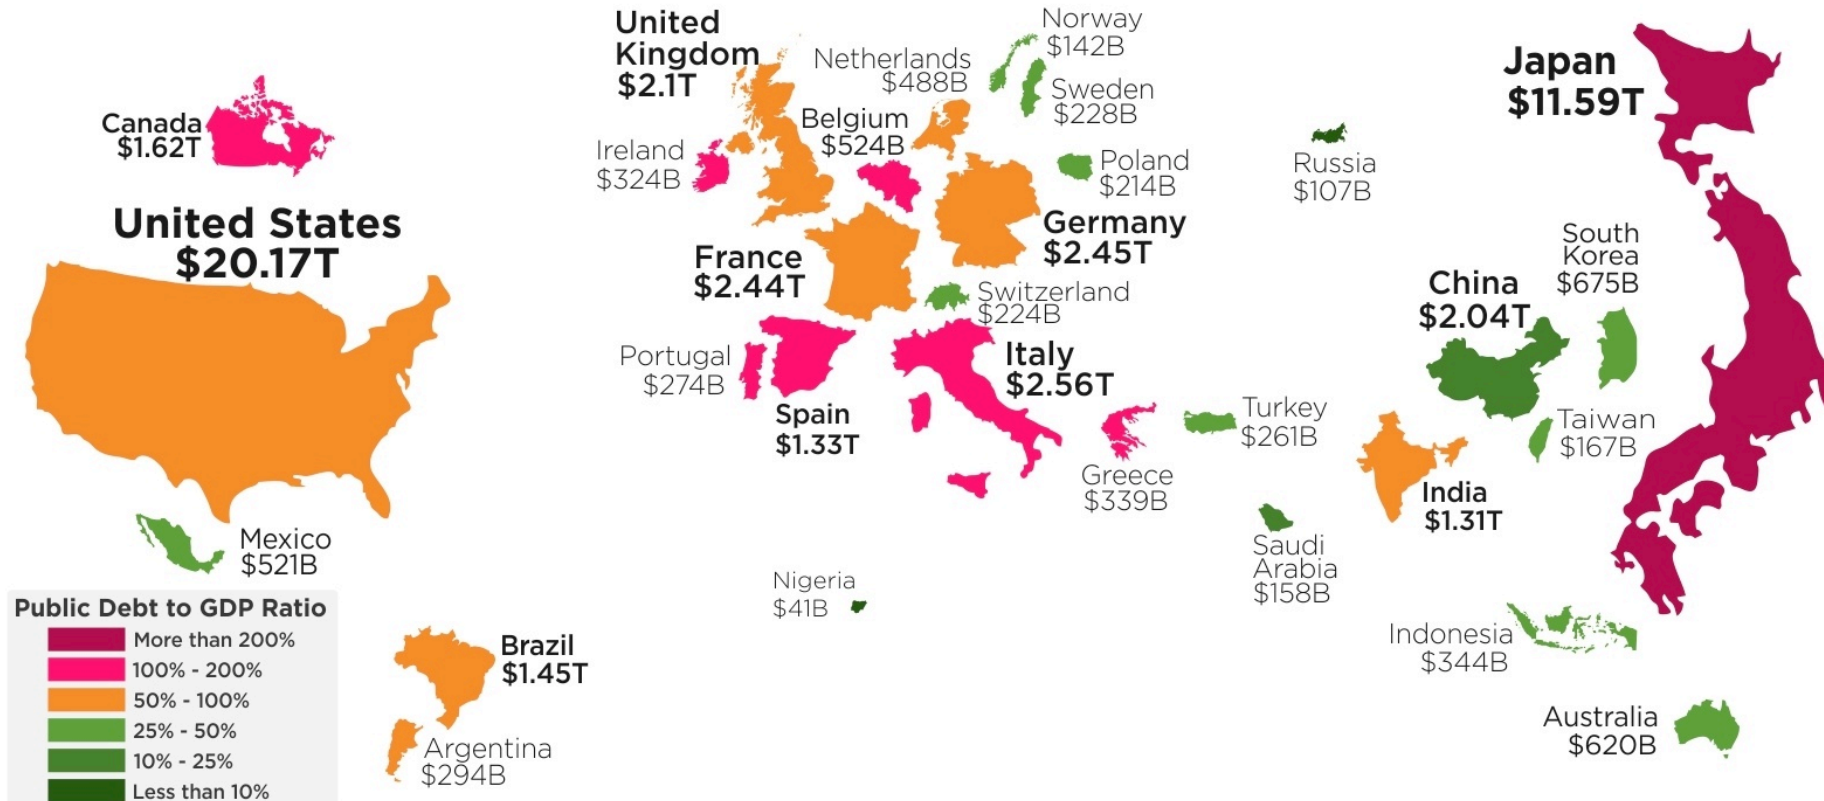 Canada
$1.62T
United States
$20.17T
Mexico
$521B
United
Kingdom
$2.1T
Ireland
$324B
Netherlands
$488B
Belgium
$524B
Norway
$142B
Sweden
$228B
Poland
$214B
Germany
$2.45T
France
$2.44T
Switzerland
$224B
Portugal
$274B
Spain
$1.33T
Italy
$2.56T
Greece
$339B
Turkey
$261B
Russia
$107B
Japan
$11.59T
South
Korea
$675B
China
$2.04T
Taiwan
$167B
India
$1.31T
Saudi
Arabia
$158B
Nigeria
$41B
Indonesia
$344B
Australia
$620B
Brazil
$1.45T
Argentina
$294B
Public Debt to GDP Ratio
More than 200%
100% - 200%
50% - 100%
25% - 50%
10% - 25%
Less than 10%